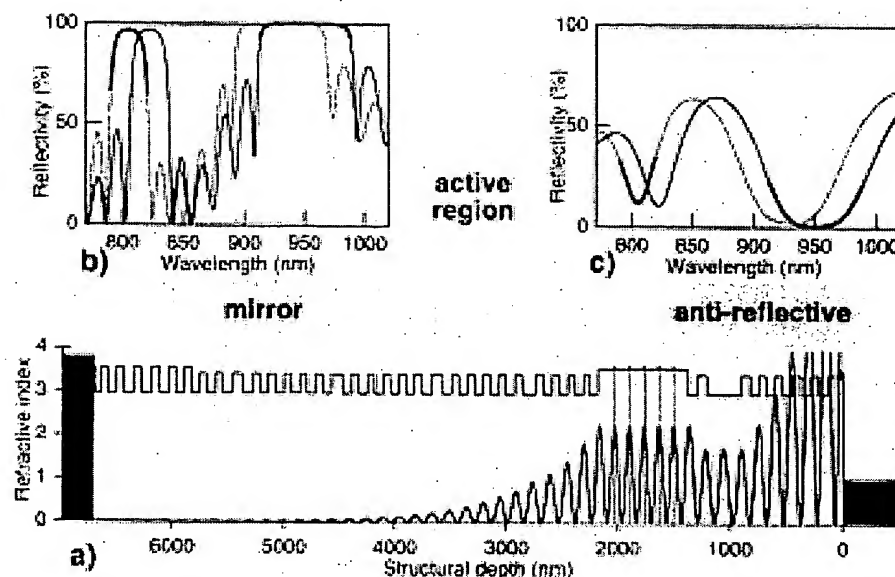 100
50
0
Reflectivity (%)
800 850 900 950 1000
Wavelength (nm)
b)
mirror
active
region
100
50
0
Reflectivity (%)
800 850 900 950 1000
Wavelength (nm)
c)
anti-reflective
4
3
2
1
0
Refractive index
6000 5000 4000 3000 2000 1000 0
Structural depth (nm)
a)